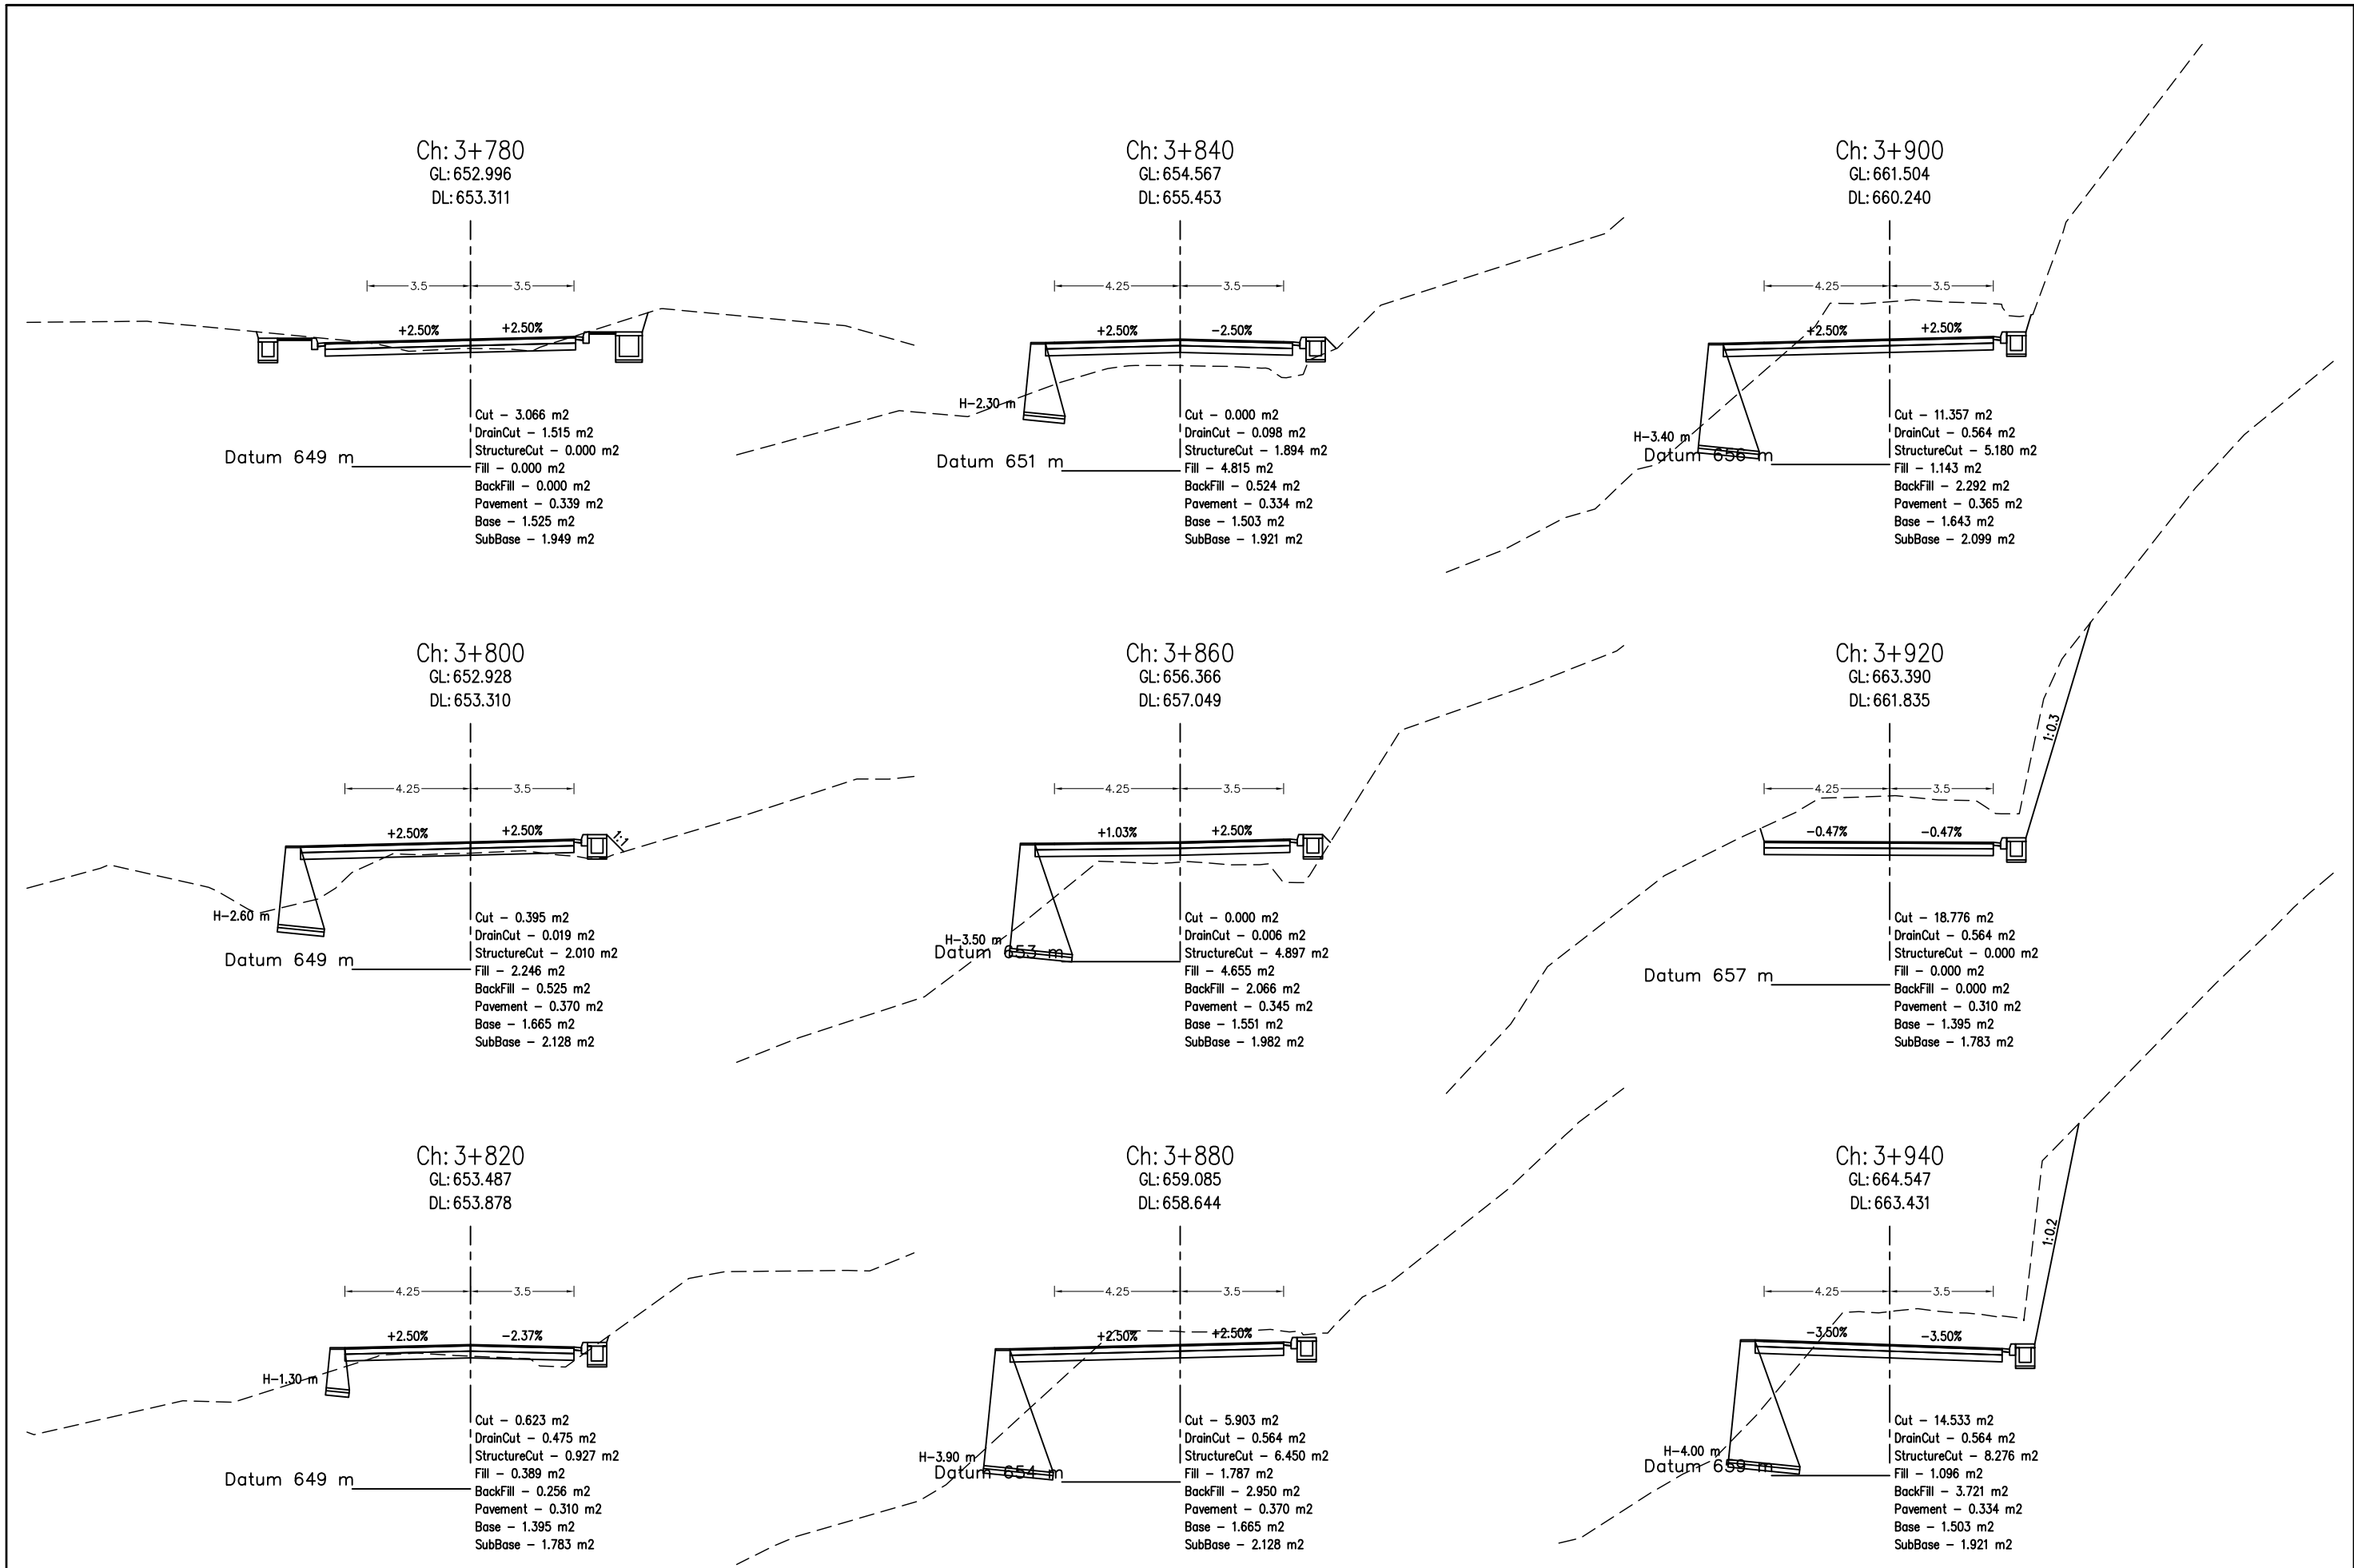 Ch: 3+780
GL: 652.996
DL: 653.311
3.5
3.5
+2.50%
+2.50%
Datum 649 m
Cut - 3.066 m2
DrainCut - 1.515 m2
StructureCut - 0.000 m2
Fill - 0.000 m2
BackFill - 0.000 m2
Pavement - 0.339 m2
Base - 1.525 m2
SubBase - 1.949 m2
Ch: 3+840
GL: 654.567
DL: 655.453
4.25
3.5
+2.50%
-2.50%
H-2.30 m
Datum 651 m
Cut - 0.000 m2
DrainCut - 0.098 m2
StructureCut - 1.894 m2
Fill - 4.815 m2
BackFill - 0.524 m2
Pavement - 0.334 m2
Base - 1.503 m2
SubBase - 1.921 m2
Ch: 3+900
GL: 661.504
DL: 660.240
4.25
3.5
+2.50%
+2.50%
H-3.40 m
Datum 656 m
Cut - 11.357 m2
DrainCut - 0.564 m2
StructureCut - 5.180 m2
Fill - 1.143 m2
BackFill - 2.292 m2
Pavement - 0.365 m2
Base - 1.643 m2
SubBase - 2.099 m2
Ch: 3+800
GL: 652.928
DL: 653.310
4.25
3.5
+2.50%
+2.50%
1:1
H-2.60 m
Datum 649 m
Cut - 0.395 m2
DrainCut - 0.019 m2
StructureCut - 2.010 m2
Fill - 2.246 m2
BackFill - 0.525 m2
Pavement - 0.370 m2
Base - 1.665 m2
SubBase - 2.128 m2
Ch: 3+860
GL: 656.366
DL: 657.049
4.25
3.5
+1.03%
+2.50%
H-3.50 m
Datum 653 m
Cut - 0.000 m2
DrainCut - 0.006 m2
StructureCut - 4.897 m2
Fill - 4.655 m2
BackFill - 2.066 m2
Pavement - 0.345 m2
Base - 1.551 m2
SubBase - 1.982 m2
Ch: 3+920
GL: 663.390
DL: 661.835
4.25
3.5
-0.47%
-0.47%
1:0.3
Datum 657 m
Cut - 18.776 m2
DrainCut - 0.564 m2
StructureCut - 0.000 m2
Fill - 0.000 m2
BackFill - 0.000 m2
Pavement - 0.310 m2
Base - 1.395 m2
SubBase - 1.783 m2
Ch: 3+820
GL: 653.487
DL: 653.878
4.25
3.5
+2.50%
-2.37%
H-1.30 m
Datum 649 m
Cut - 0.623 m2
DrainCut - 0.475 m2
StructureCut - 0.927 m2
Fill - 0.389 m2
BackFill - 0.256 m2
Pavement - 0.310 m2
Base - 1.395 m2
SubBase - 1.783 m2
Ch: 3+880
GL: 659.085
DL: 658.644
4.25
3.5
+2.50%
+2.50%
H-3.90 m
Datum 654 m
Cut - 5.903 m2
DrainCut - 0.564 m2
StructureCut - 6.450 m2
Fill - 1.787 m2
BackFill - 2.950 m2
Pavement - 0.370 m2
Base - 1.665 m2
SubBase - 2.128 m2
Ch: 3+940
GL: 664.547
DL: 663.431
4.25
3.5
-3.50%
-3.50%
1:0.2
H-4.00 m
Datum 659 m
Cut - 14.533 m2
DrainCut - 0.564 m2
StructureCut - 8.276 m2
Fill - 1.096 m2
BackFill - 3.721 m2
Pavement - 0.334 m2
Base - 1.503 m2
SubBase - 1.921 m2